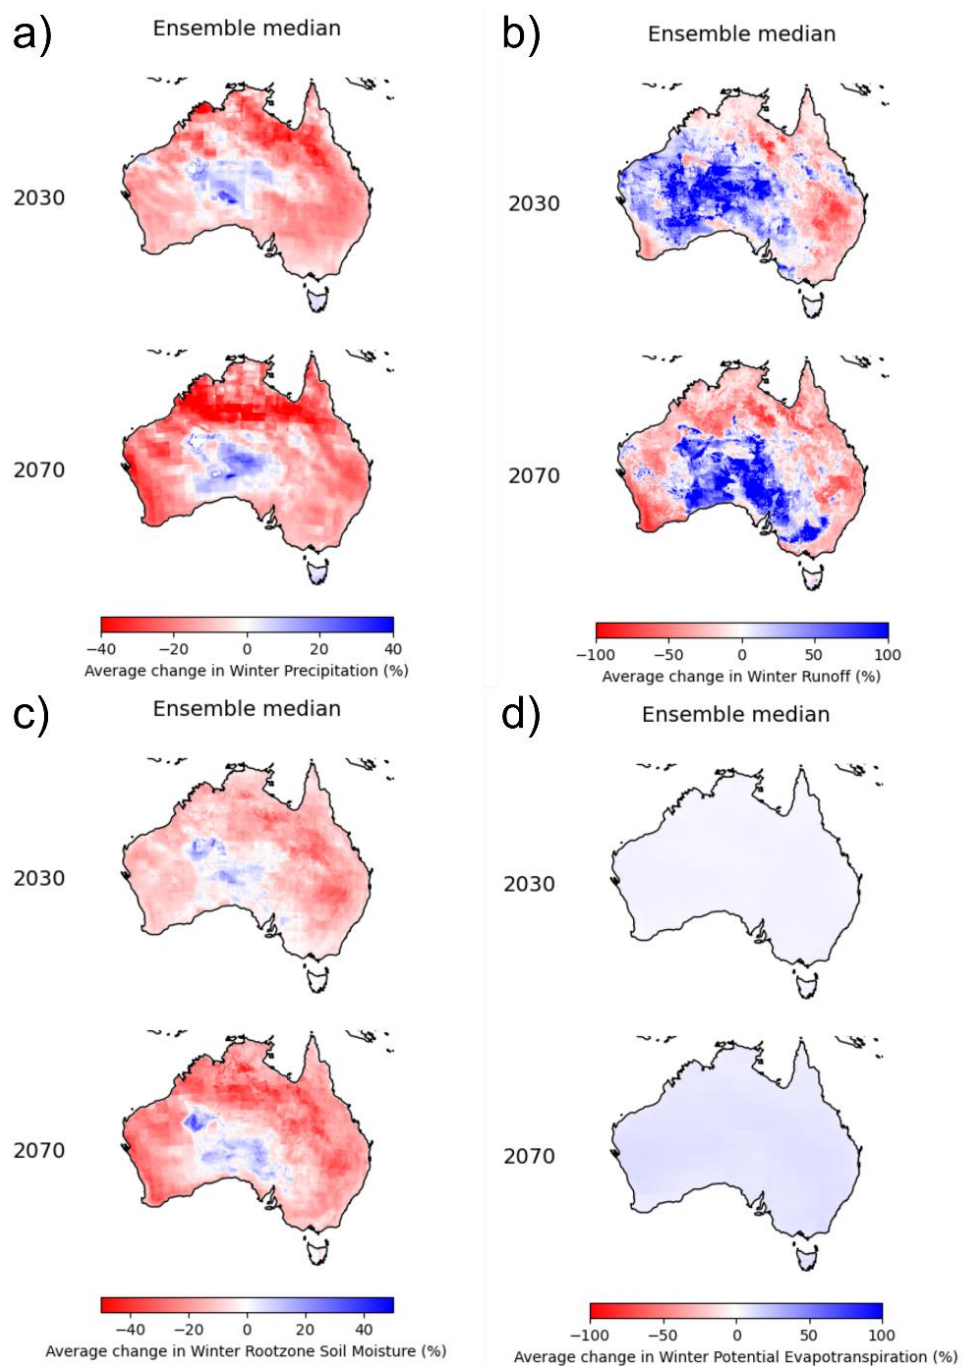 a)
Ensemble median
2030
2070
−40 −20 0 20 40
Average change in Winter Precipitation (%)
b)
Ensemble median
2030
2070
−100 −50 0 50 100
Average change in Winter Runoff (%)
c)
Ensemble median
2030
2070
−40 −20 0 20 40
Average change in Winter Rootzone Soil Moisture (%)
d)
Ensemble median
2030
2070
−100 −50 0 50 100
Average change in Winter Potential Evapotranspiration (%)